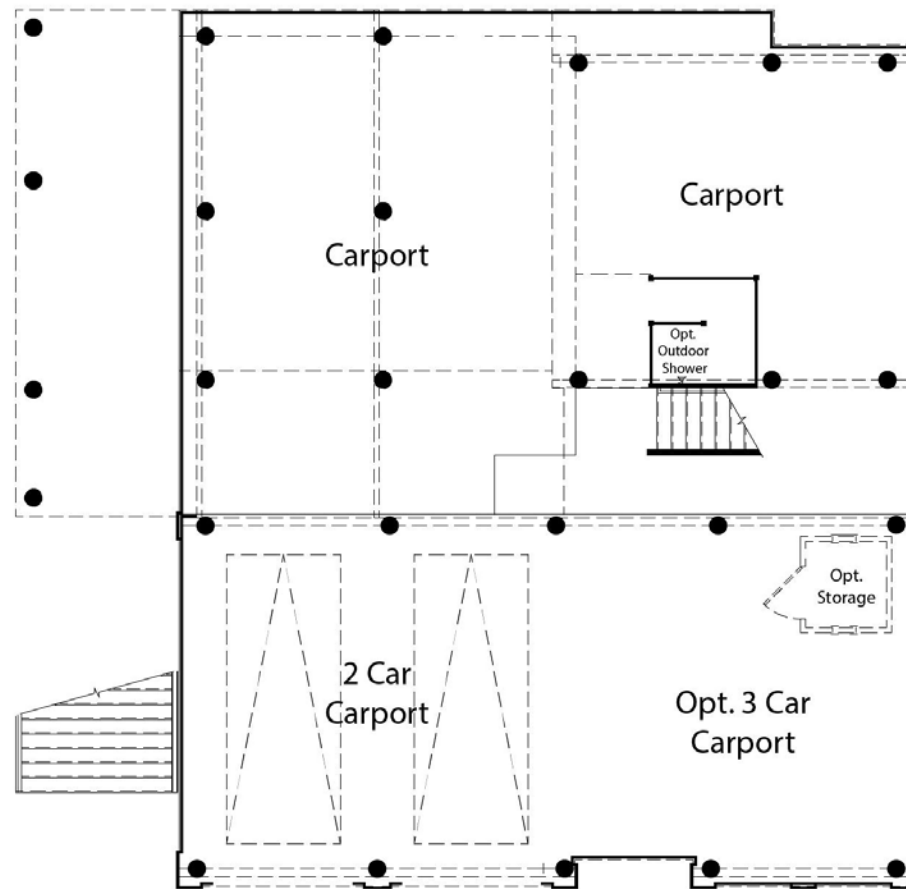 Carport
Carport
Opt.
Outdoor
Shower
Opt.
Storage
2 Car
Carport
Opt. 3 Car
Carport